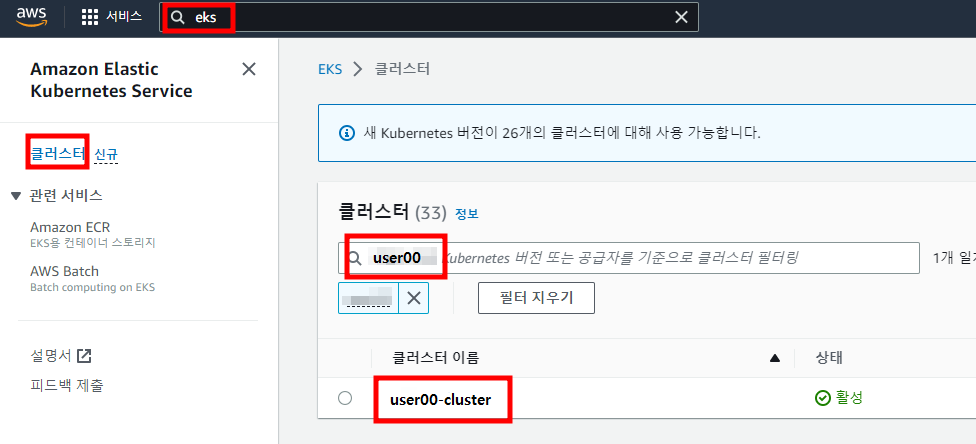 aws
서비스
eks
Amazon Elastic
Kubernetes Service
클러스터 신규
관련 서비스
Amazon ECR
EKS용 컨테이너 스토리지
AWS Batch
Batch computing on EKS
설명서
피드백 제출
EKS > 클러스터
새 Kubernetes 버전이 26개의 클러스터에 대해 사용 가능합니다.
클러스터 (33) 정보
user00 Kubernetes 버전 또는 공급자를 기준으로 클러스터 필터링
1개 일치
필터 지우기
클러스터 이름 상태
user00-cluster 활성